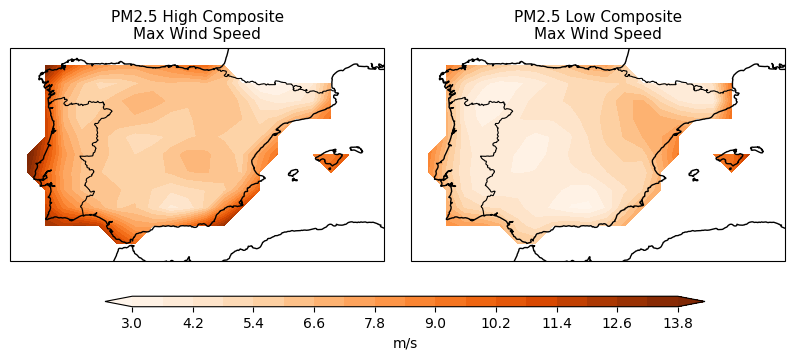 PM2.5 High Composite
Max Wind Speed
PM2.5 Low Composite
Max Wind Speed
3.0 4.2 5.4 6.6 7.8 9.0 10.2 11.4 12.6 13.8
m/s